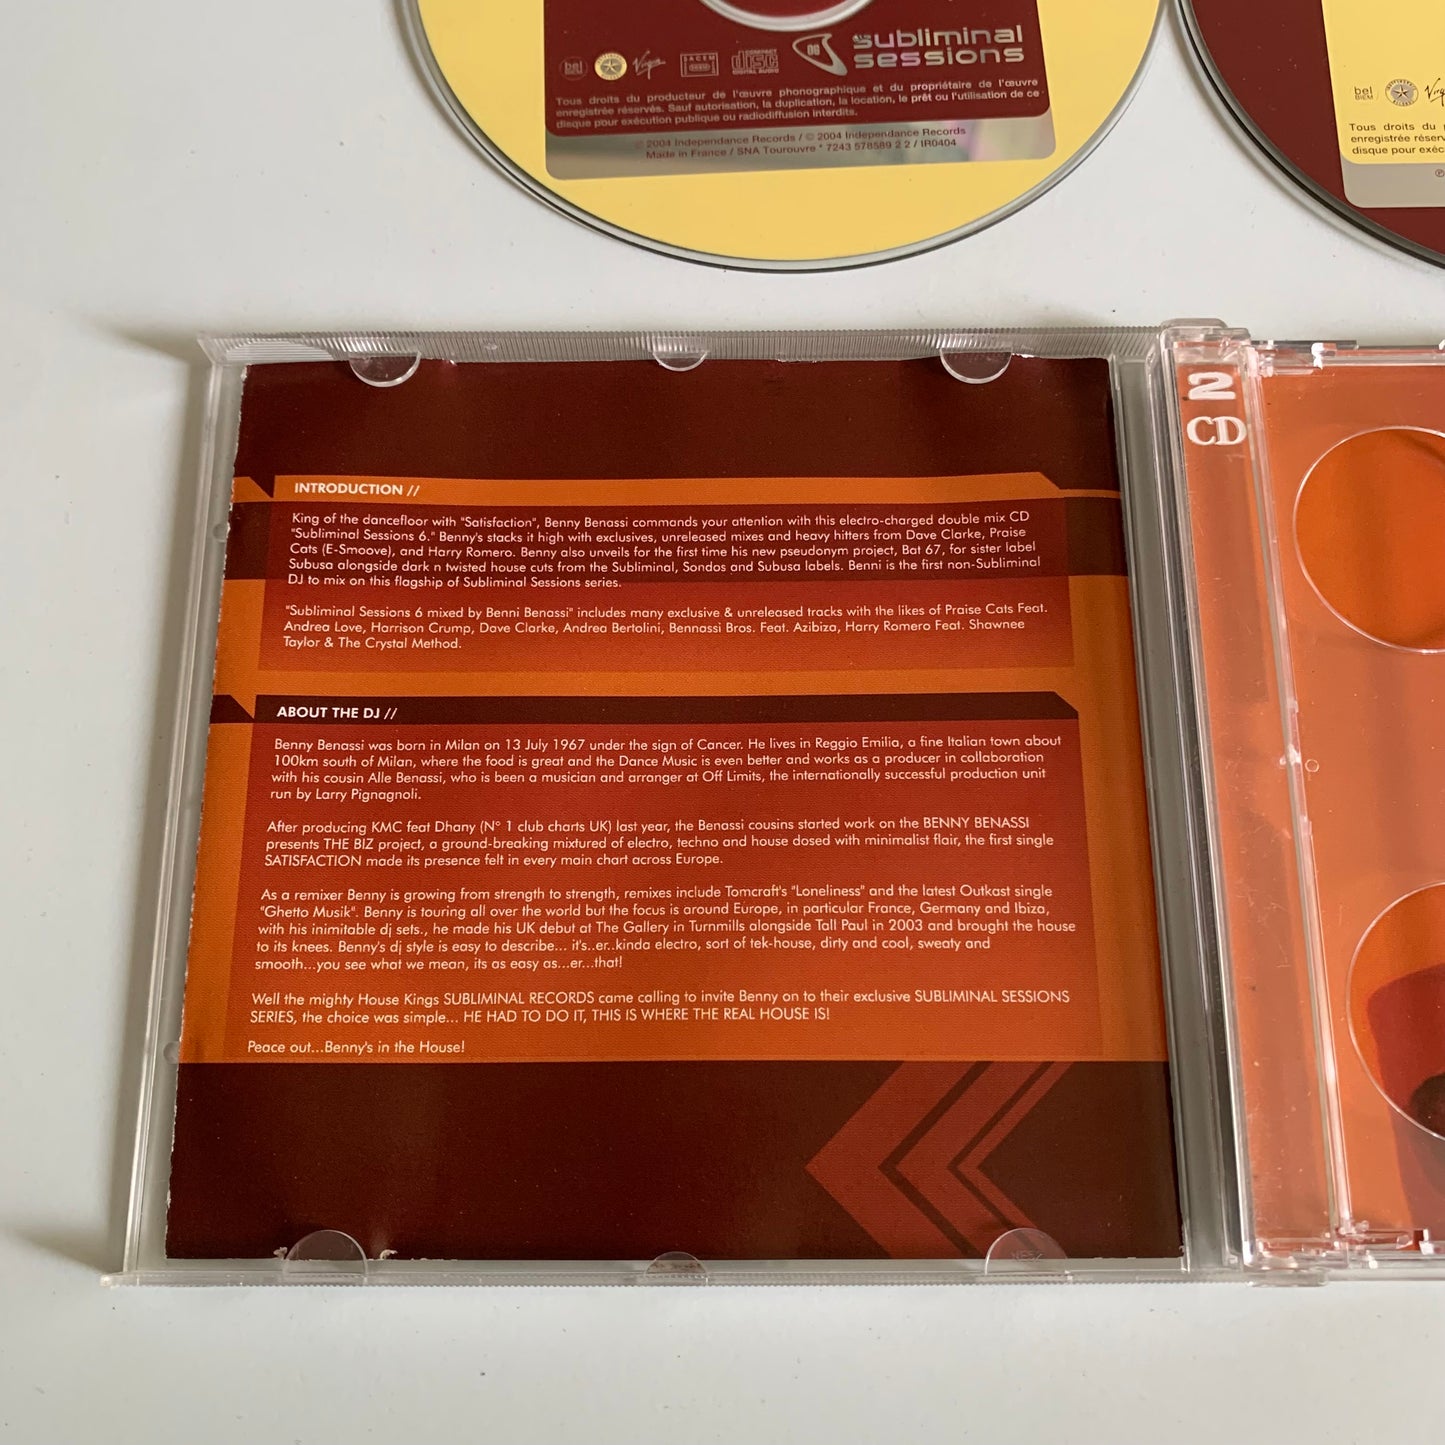 06
subliminal
sessions
bel
BIEM
Virgin
SACEM
COMPACT
disc
DIGITAL AUDIO
Tous droits du producteur de l'œuvre phonographique et du propriétaire de l'œuvre
enregistrée réservés. Sauf autorisation, la duplication, la location, le prêt ou l'utilisation de ce
disque pour exécution publique ou radiodiffusion interdits.
℗ 2004 Independance Records / © 2004 Independance Records
Made in France / SNA Tourouvre * 7243 578589 2 2 / IR0404
bel
BIEM
Tous droits du
enregistrée réserv
disque pour exéc
℗
2
CD
INTRODUCTION //
King of the dancefloor with "Satisfaction", Benny Benassi commands your attention with this electro-charged double mix CD
"Subliminal Sessions 6." Benny's stacks it high with exclusives, unreleased mixes and heavy hitters from Dave Clarke, Praise
Cats (E-Smoove), and Harry Romero. Benny also unveils for the first time his new pseudonym project, Bat 67, for sister label
Subusa alongside dark n twisted house cuts from the Subliminal, Sondos and Subusa labels. Benni is the first non-Subliminal
DJ to mix on this flagship of Subliminal Sessions series.
"Subliminal Sessions 6 mixed by Benni Benassi" includes many exclusive & unreleased tracks with the likes of Praise Cats Feat.
Andrea Love, Harrison Crump, Dave Clarke, Andrea Bertolini, Bennassi Bros. Feat. Azibiza, Harry Romero Feat. Shawnee
Taylor & The Crystal Method.
ABOUT THE DJ //
Benny Benassi was born in Milan on 13 July 1967 under the sign of Cancer. He lives in Reggio Emilia, a fine Italian town about
100km south of Milan, where the food is great and the Dance Music is even better and works as a producer in collaboration
with his cousin Alle Benassi, who is been a musician and arranger at Off Limits, the internationally successful production unit
run by Larry Pignagnoli.
After producing KMC feat Dhany (N° 1 club charts UK) last year, the Benassi cousins started work on the BENNY BENASSI
presents THE BIZ project, a ground-breaking mixtured of electro, techno and house dosed with minimalist flair, the first single
SATISFACTION made its presence felt in every main chart across Europe.
As a remixer Benny is growing from strength to strength, remixes include Tomcraft's "Loneliness" and the latest Outkast single
"Ghetto Musik". Benny is touring all over the world but the focus is around Europe, in particular France, Germany and Ibiza,
with his inimitable dj sets., he made his UK debut at The Gallery in Turnmills alongside Tall Paul in 2003 and brought the house
to its knees. Benny's dj style is easy to describe... it's..er..kinda electro, sort of tek-house, dirty and cool, sweaty and
smooth...you see what we mean, its as easy as...er...that!
Well the mighty House Kings SUBLIMINAL RECORDS came calling to invite Benny on to their exclusive SUBLIMINAL SESSIONS
SERIES, the choice was simple... HE HAD TO DO IT, THIS IS WHERE THE REAL HOUSE IS!
Peace out...Benny's in the House!